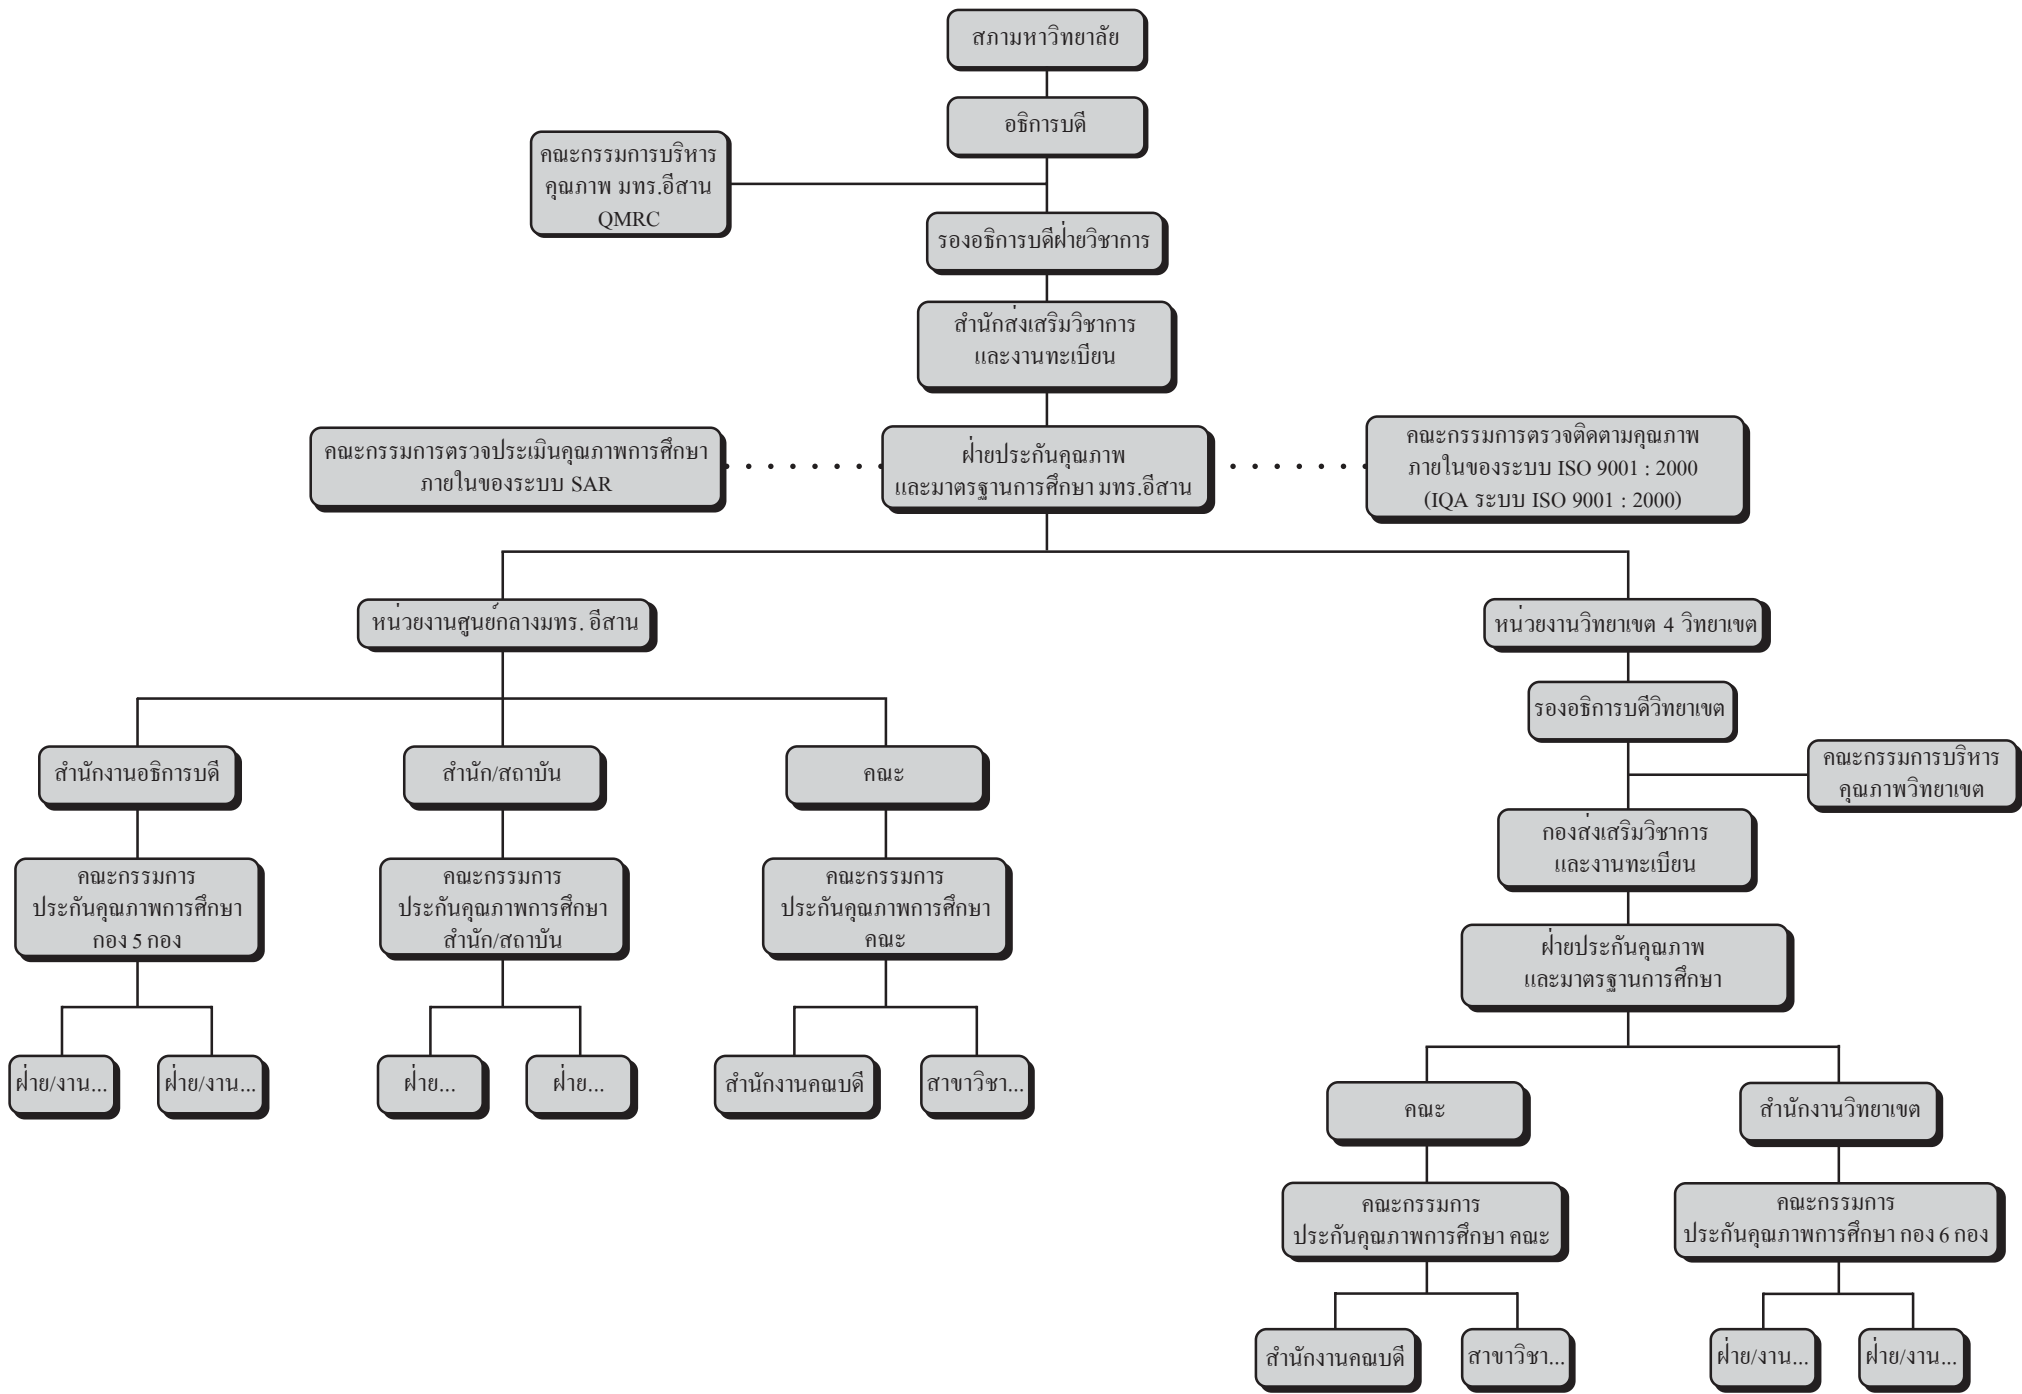 สภามหาวิทยาลัย
อธิการบดี
คณะกรรมการบริหาร
คุณภาพ มทร.อีสาน
QMRC
รองอธิการบดีฝ่ายวิชาการ
สำนักส่งเสริมวิชาการ
และงานทะเบียน
คณะกรรมการตรวจประเมินคุณภาพการศึกษา
ภายในของระบบ SAR
ฝ่ายประกันคุณภาพ
และมาตรฐานการศึกษา มทร.อีสาน
คณะกรรมการตรวจติดตามคุณภาพ
ภายในของระบบ ISO 9001 : 2000
(IQA ระบบ ISO 9001 : 2000)
หน่วยงานศูนย์กลางมทร. อีสาน
หน่วยงานวิทยาเขต 4 วิทยาเขต
รองอธิการบดีวิทยาเขต
คณะกรรมการบริหาร
คุณภาพวิทยาเขต
สำนักงานอธิการบดี
สำนัก/สถาบัน
คณะ
กองส่งเสริมวิชาการ
และงานทะเบียน
คณะกรรมการ
ประกันคุณภาพการศึกษา
กอง 5 กอง
คณะกรรมการ
ประกันคุณภาพการศึกษา
สำนัก/สถาบัน
คณะกรรมการ
ประกันคุณภาพการศึกษา
คณะ
ฝ่ายประกันคุณภาพ
และมาตรฐานการศึกษา
ฝ่าย/งาน...
ฝ่าย/งาน...
ฝ่าย...
ฝ่าย...
สำนักงานคณบดี
สาขาวิชา...
คณะ
สำนักงานวิทยาเขต
คณะกรรมการ
ประกันคุณภาพการศึกษา คณะ
คณะกรรมการ
ประกันคุณภาพการศึกษา กอง 6 กอง
สำนักงานคณบดี
สาขาวิชา...
ฝ่าย/งาน...
ฝ่าย/งาน...